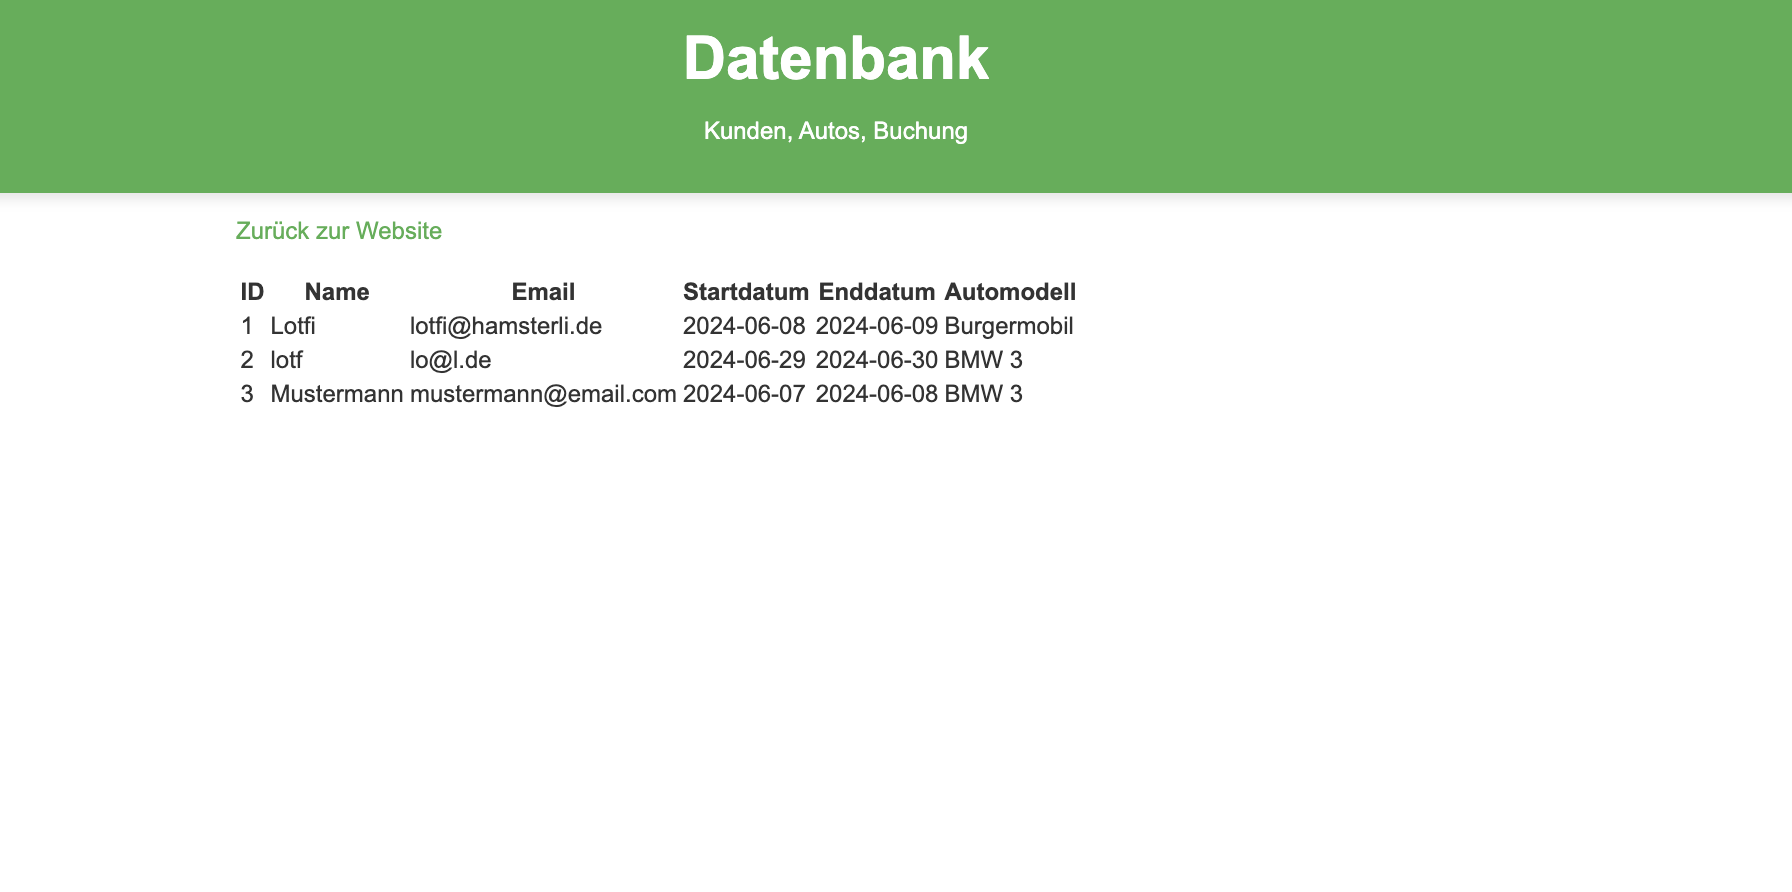 Datenbank
Kunden, Autos, Buchung
Zurück zur Website
ID Name Email Startdatum Enddatum Automodell
1 Lotfi lotfi@hamsterli.de 2024-06-08 2024-06-09 Burgermobil
2 lotf lo@l.de 2024-06-29 2024-06-30 BMW 3
3 Mustermann mustermann@email.com 2024-06-07 2024-06-08 BMW 3